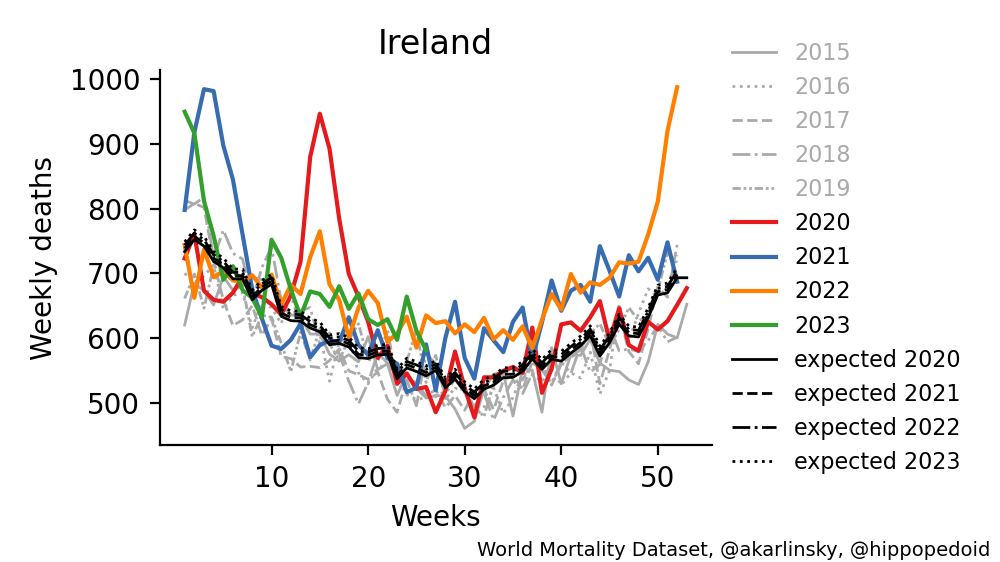 Ireland
Weekly deaths
1000
900
800
700
600
500
10 20 30 40 50
Weeks
2015
2016
2017
2018
2019
2020
2021
2022
2023
expected 2020
expected 2021
expected 2022
expected 2023
World Mortality Dataset, @akarlinsky, @hippopedoid